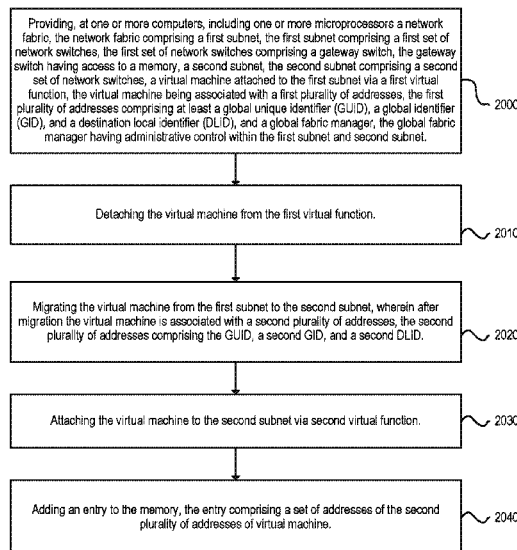 Providing, at one or more computers, including one or more microprocessors a network
fabric, the network fabric comprising a first subnet, the first subnet comprising a first set of
network switches, the first set of network switches comprising a gateway switch, the gateway
switch having access to a memory, a second subnet, the second subnet comprising a second
set of network switches, a virtual machine attached to the first subnet via a first virtual
function, the virtual machine being associated with a first plurality of addresses, the first
plurality of addresses comprising at least a global unique identifier (GUID), a global identifier
(GID), and a destination local identifier (DLID), and a global fabric manager, the global fabric
manager having administrative control within the first subnet and second subnet.
2000
Detaching the virtual machine from the first virtual function.
2010
Migrating the virtual machine from the first subnet to the second subnet, wherein after
migration the virtual machine is associated with a second plurality of addresses, the second
plurality of addresses comprising the GUID, a second GID, and a second DLID.
2020
Attaching the virtual machine to the second subnet via second virtual function.
2030
Adding an entry to the memory, the entry comprising a set of addresses of the second
plurality of addresses of virtual machine.
2040